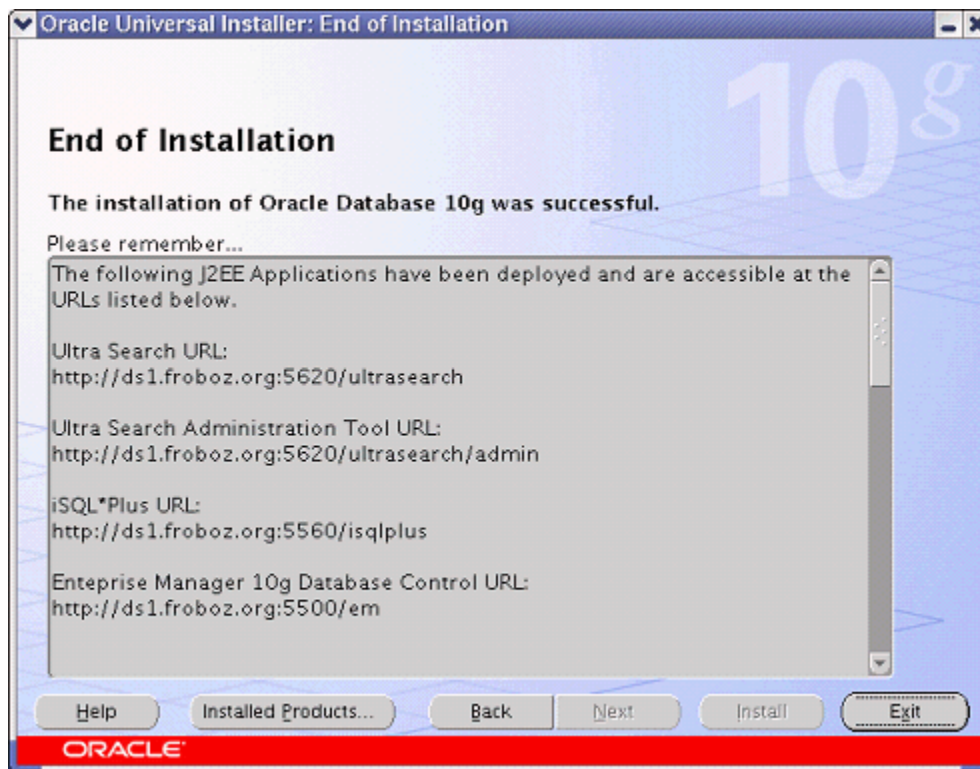 Oracle Universal Installer: End of Installation
10g
End of Installation
The installation of Oracle Database 10g was successful.
Please remember...
The following J2EE Applications have been deployed and are accessible at the
URLs listed below.
Ultra Search URL:
http://ds1.froboz.org:5620/ultrasearch
Ultra Search Administration Tool URL:
http://ds1.froboz.org:5620/ultrasearch/admin
iSQL*Plus URL:
http://ds1.froboz.org:5560/isqlplus
Enteprise Manager 10g Database Control URL:
http://ds1.froboz.org:5500/em
Help Installed Products... Back Next Install Exit
ORACLE